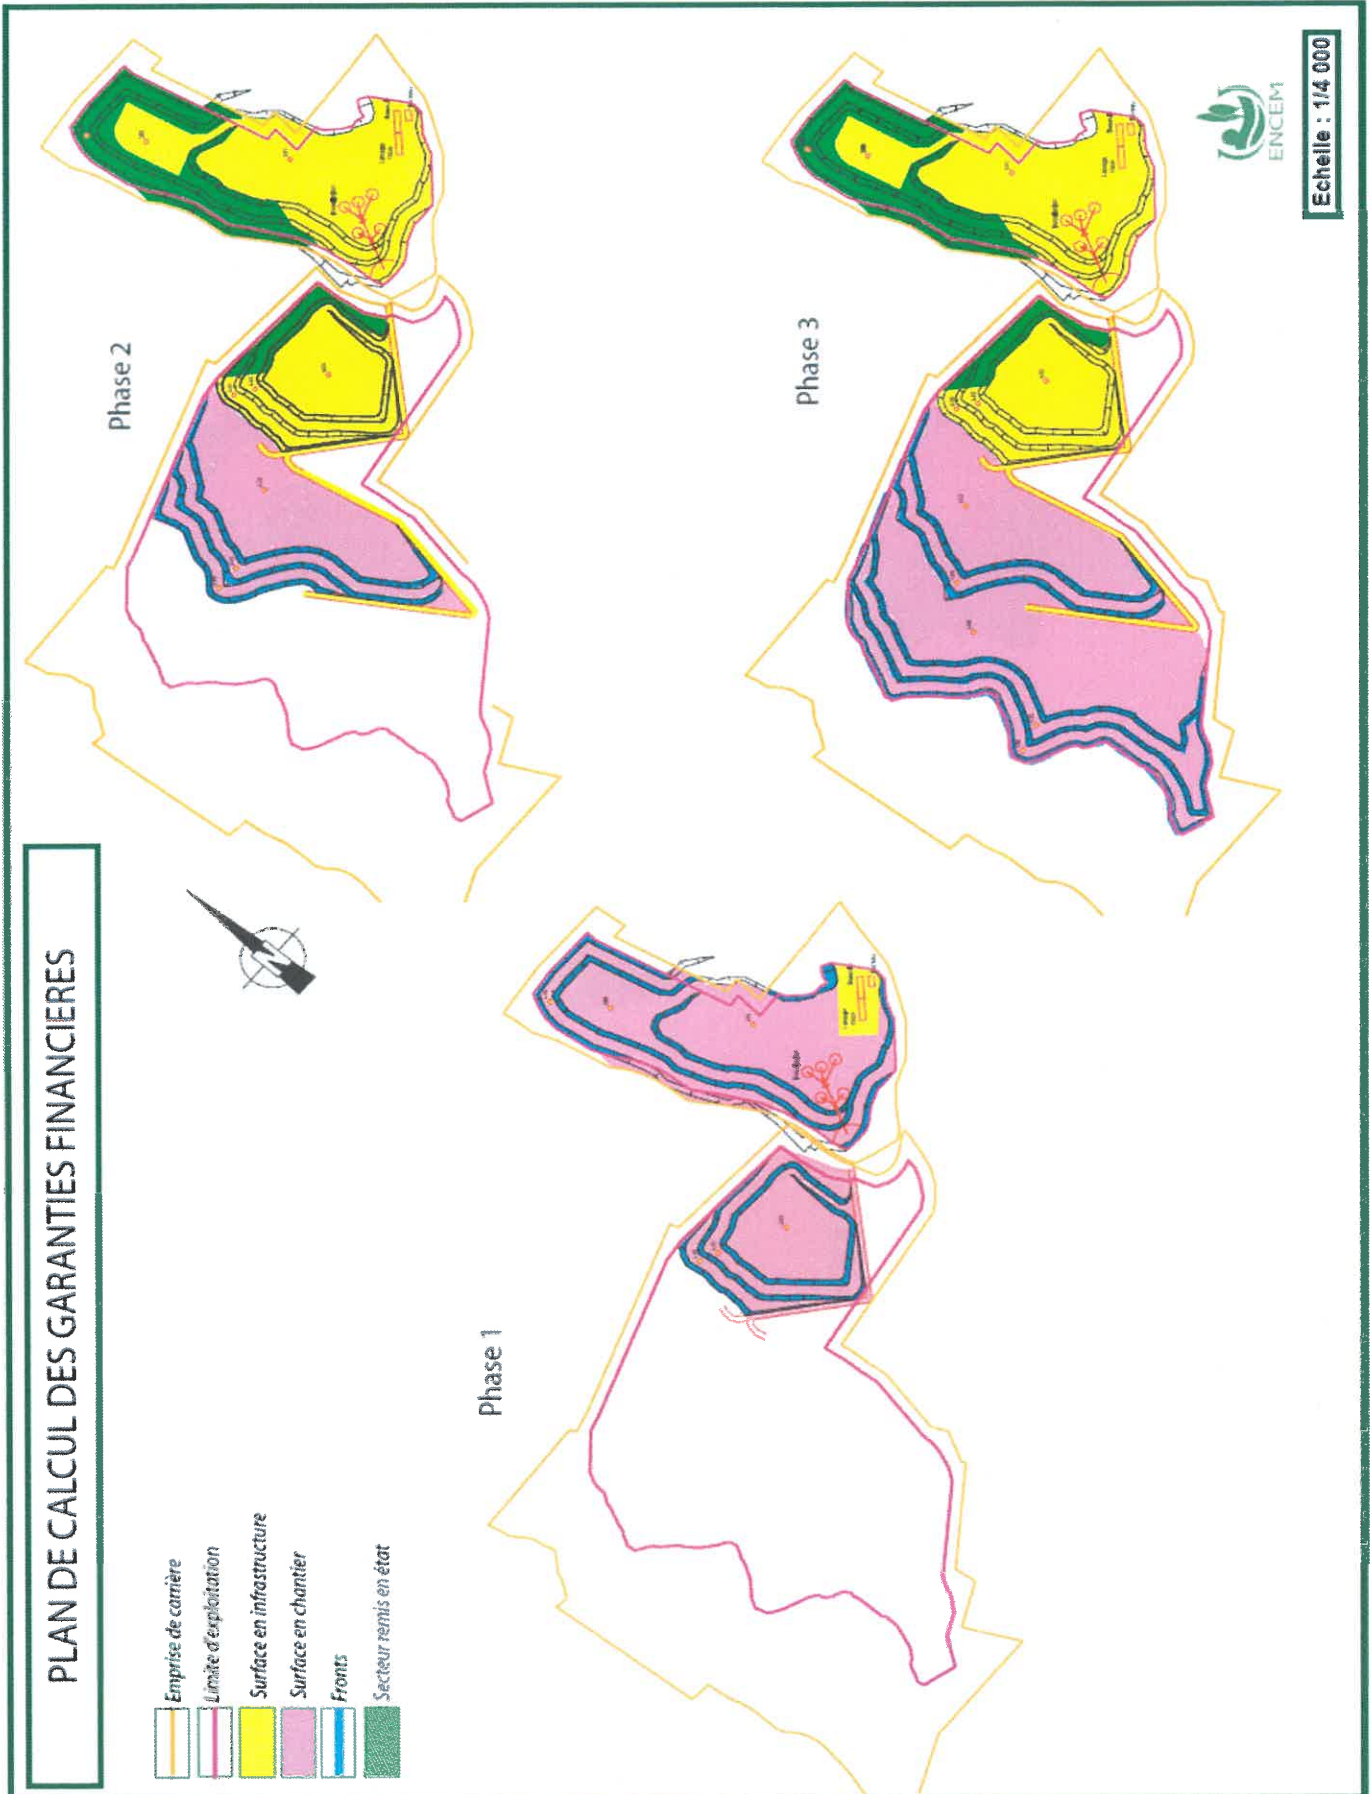 PLAN DE CALCUL DES GARANTIES FINANCIERES
Emprise de carrière
Limite d'exploitation
Surface en infrastructure
Surface en chantier
Fronts
Secteur remis en état
Phase 1
Phase 2
Phase 3
ENCEM
Echelle : 1/4 000